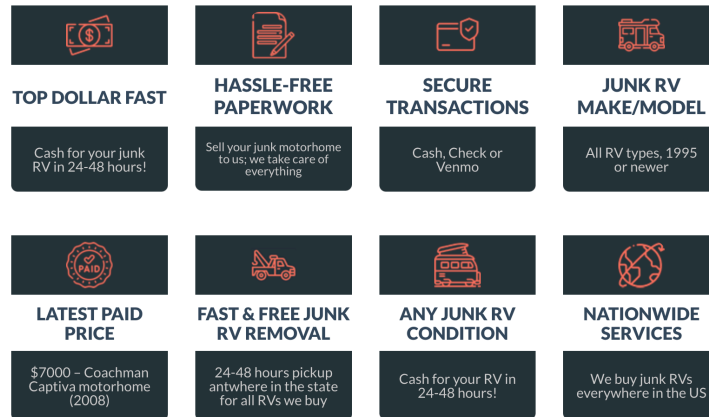 TOP DOLLAR FAST
Cash for your junk
RV in 24-48 hours!
HASSLE-FREE
PAPERWORK
Sell your junk motorhome
to us; we take care of
everything
SECURE
TRANSACTIONS
Cash, Check or
Venmo
JUNK RV
MAKE/MODEL
All RV types, 1995
or newer
PAID
LATEST PAID
PRICE
$7000 – Coachman
Captiva motorhome
(2008)
FAST & FREE JUNK
RV REMOVAL
24-48 hours pickup
antwhere in the state
for all RVs we buy
ANY JUNK RV
CONDITION
Cash for your RV in
24-48 hours!
NATIONWIDE
SERVICES
We buy junk RVs
everywhere in the US